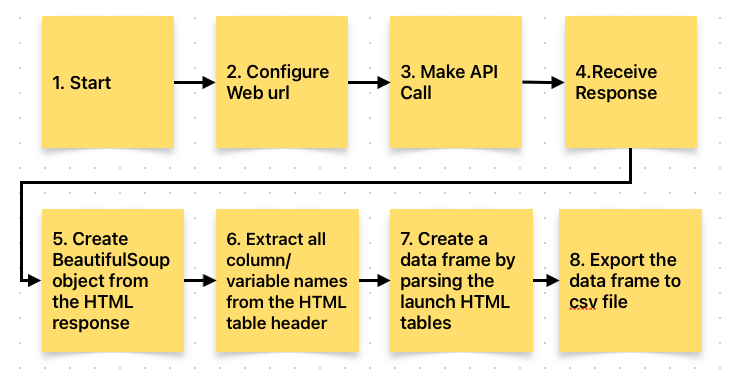 1. Start
2. Configure
Web url
3. Make API
Call
4.Receive
Response
5. Create
BeautifulSoup
object from
the HTML
response
6. Extract all
column/
variable names
from the HTML
table header
7. Create a
data frame by
parsing the
launch HTML
tables
8. Export the
data frame to
csv file